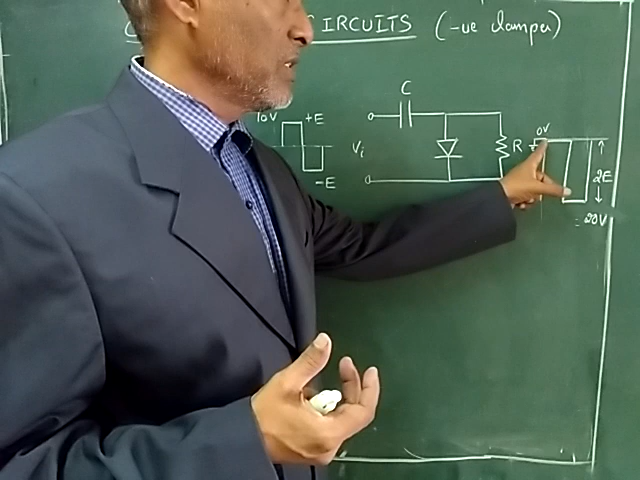 CIRCUITS (-ve clamper)
C
10V +E
Vi
-E
R
0V
2E
= 20V